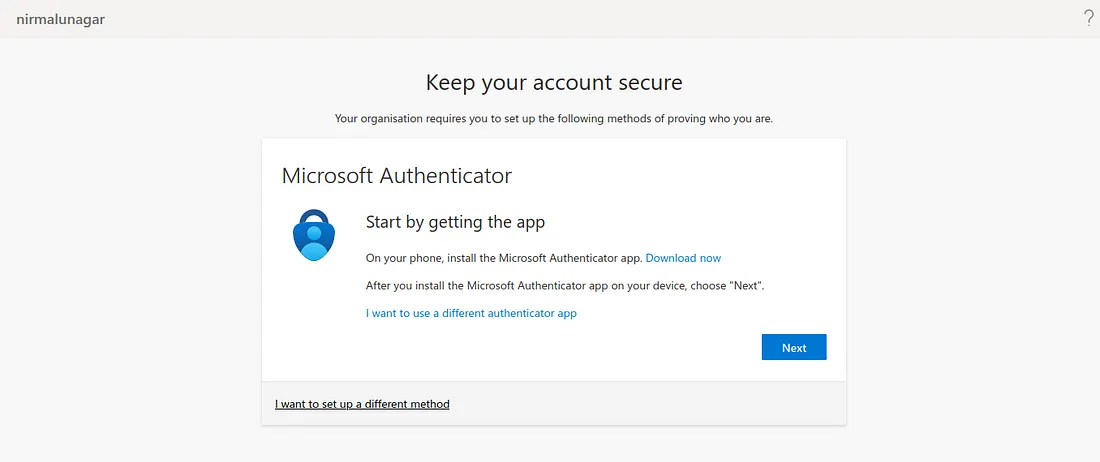 nirmalunagar
?
Keep your account secure
Your organisation requires you to set up the following methods of proving who you are.
Microsoft Authenticator
Start by getting the app
On your phone, install the Microsoft Authenticator app. Download now
After you install the Microsoft Authenticator app on your device, choose "Next".
I want to use a different authenticator app
Next
I want to set up a different method